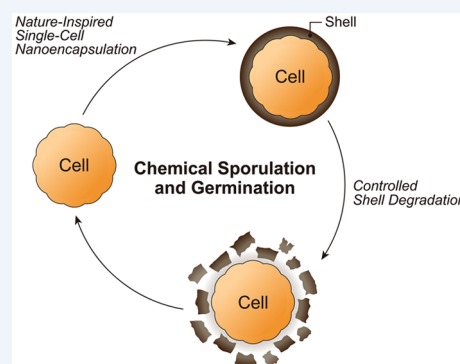 Nature-Inspired
Single-Cell
Nanoencapsulation
Shell
Cell
Cell
Chemical Sporulation
and Germination
Controlled
Shell Degradation
Cell